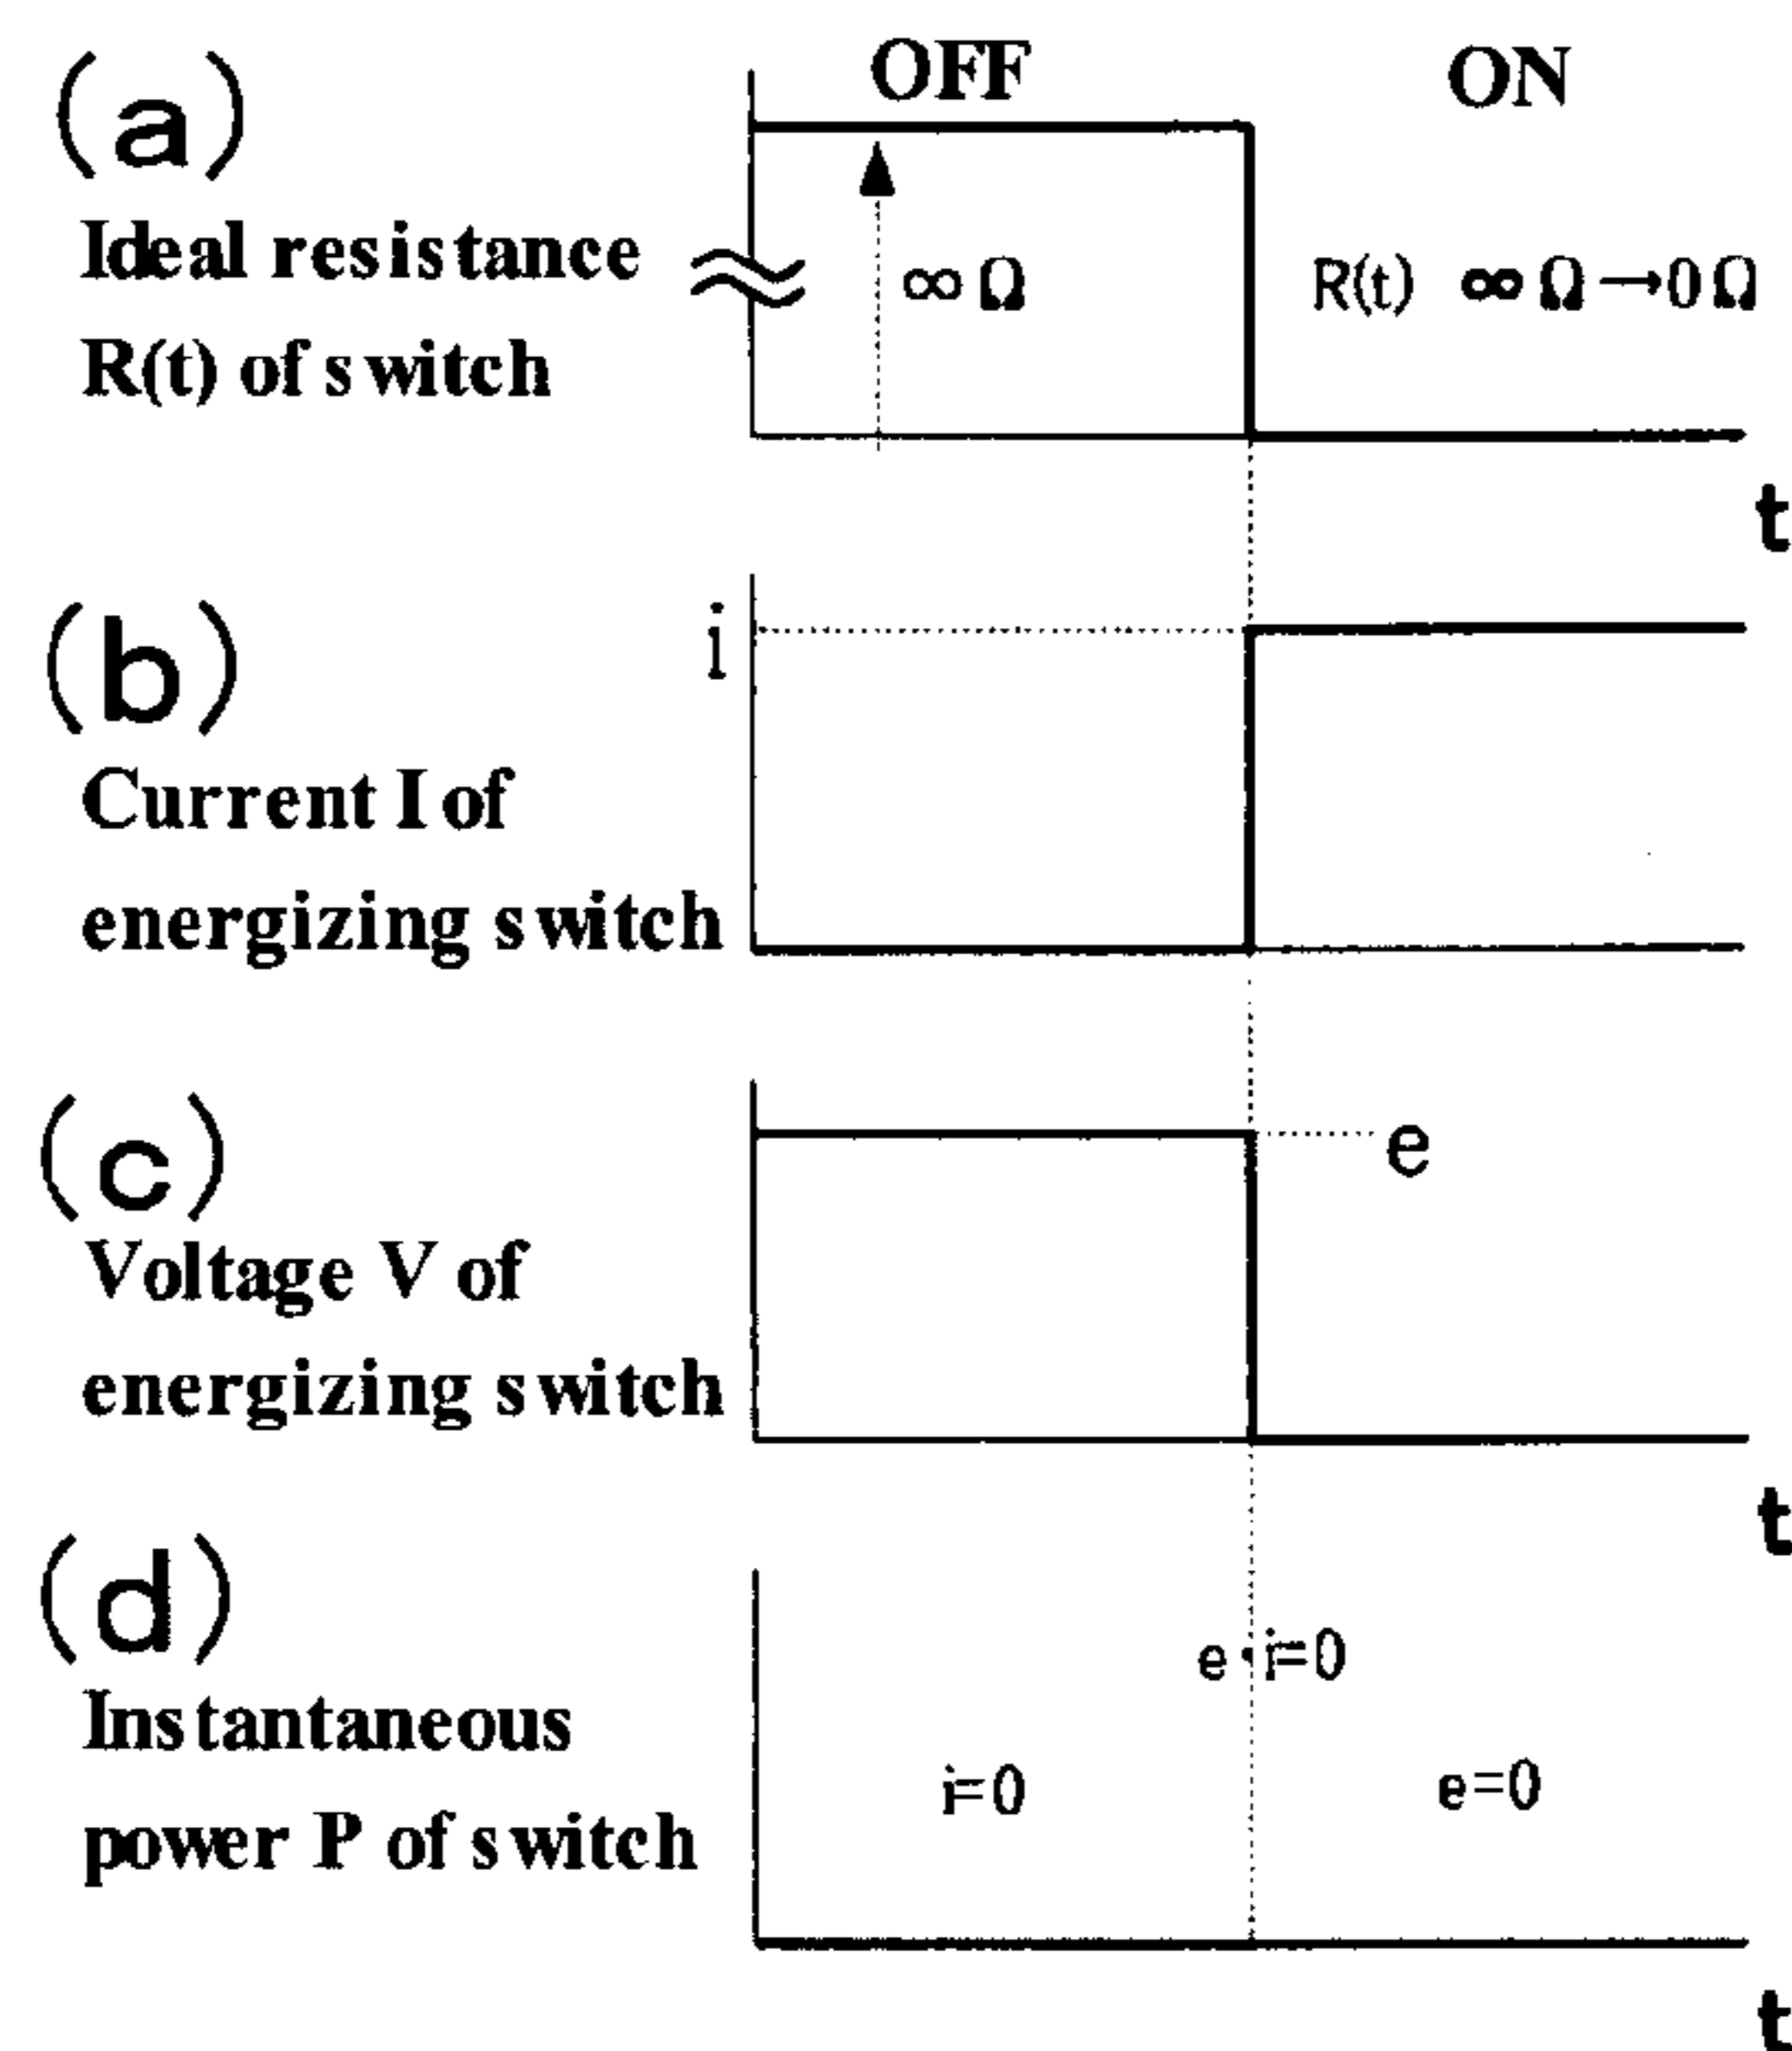 (a)
OFF
ON
Ideal resistance
R(t) of switch
∞ Ω
R(t) ∞ Ω→0 Ω
t
(b)
i
Current I of
energizing switch
(c)
e
Voltage V of
energizing switch
t
(d)
e・i=0
Instantaneous
power P of switch
i=0
e=0
t